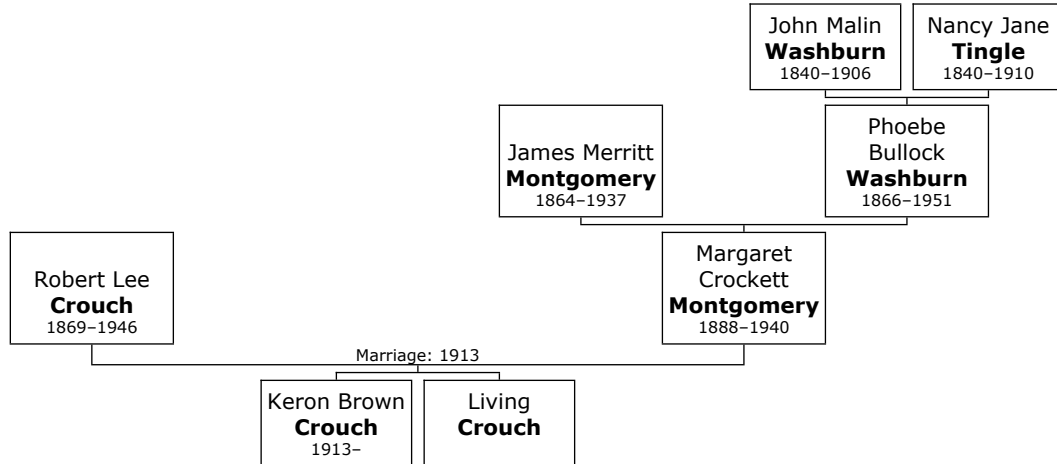 John Malin
Washburn
1840–1906
Nancy Jane
Tingle
1840–1910
James Merritt
Montgomery
1864–1937
Phoebe
Bullock
Washburn
1866–1951
Robert Lee
Crouch
1869–1946
Margaret
Crockett
Montgomery
1888–1940
Marriage: 1913
Keron Brown
Crouch
1913–
Living
Crouch